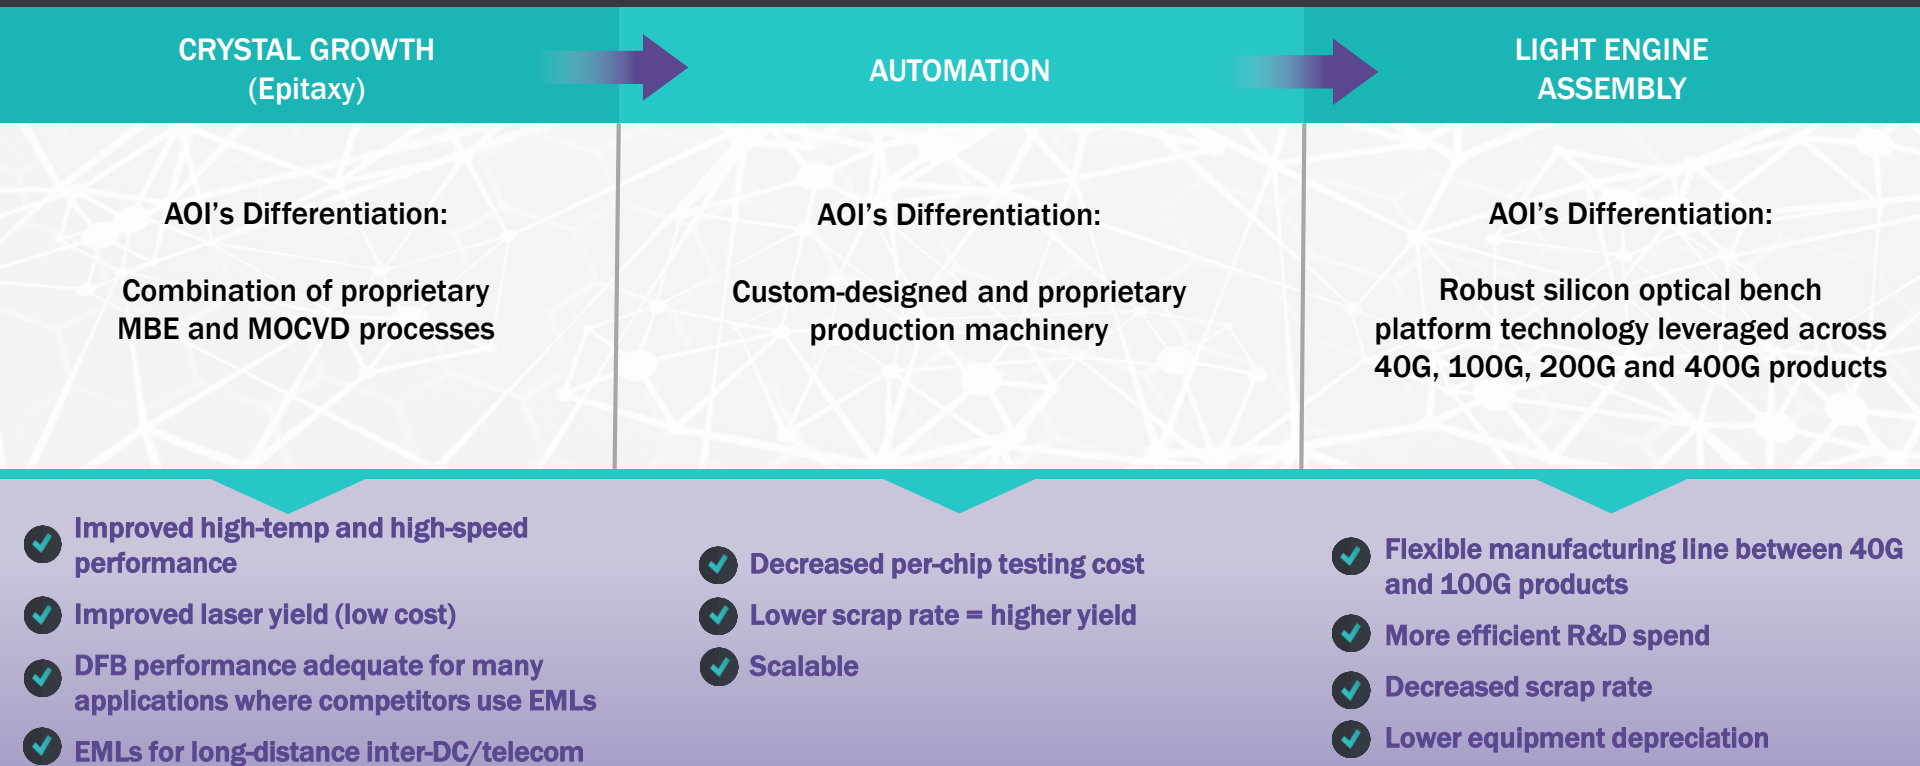 CRYSTAL GROWTH
(Epitaxy)
AUTOMATION
LIGHT ENGINE
ASSEMBLY
AOI’s Differentiation:
Combination of proprietary
MBE and MOCVD processes
AOI’s Differentiation:
Custom-designed and proprietary
production machinery
AOI’s Differentiation:
Robust silicon optical bench
platform technology leveraged across
40G, 100G, 200G and 400G products
Improved high-temp and high-speed
performance
Improved laser yield (low cost)
DFB performance adequate for many
applications where competitors use EMLs
EMLs for long-distance inter-DC/telecom
Decreased per-chip testing cost
Lower scrap rate = higher yield
Scalable
Flexible manufacturing line between 40G
and 100G products
More efficient R&D spend
Decreased scrap rate
Lower equipment depreciation